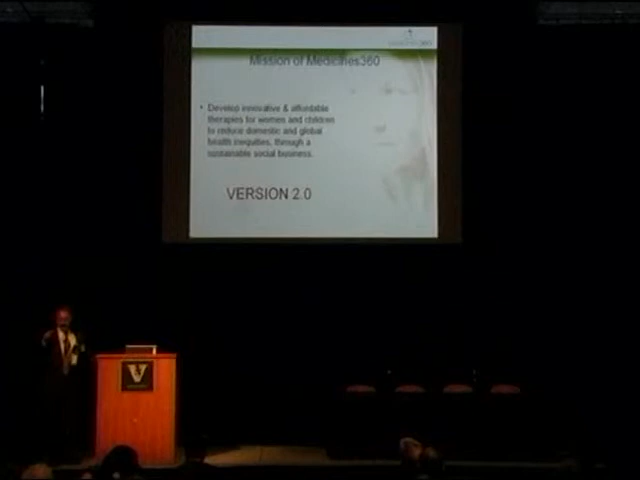 Mission of Medicines360
• Develop innovative & affordable
therapies for women and children
to reduce domestic and global
health inequities, through a
sustainable social business.
VERSION 2.0
V